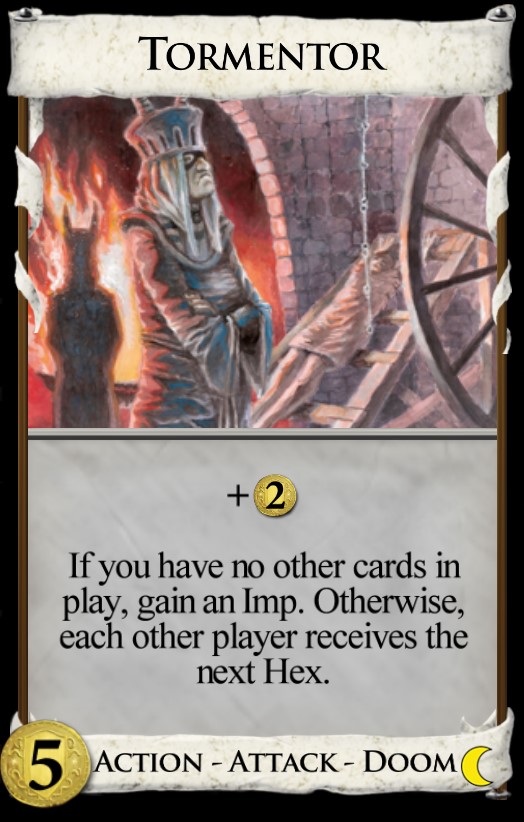 TORMENTOR
+2
If you have no other cards in
play, gain an Imp. Otherwise,
each other player receives the
next Hex.
5 ACTION - ATTACK - DOOM